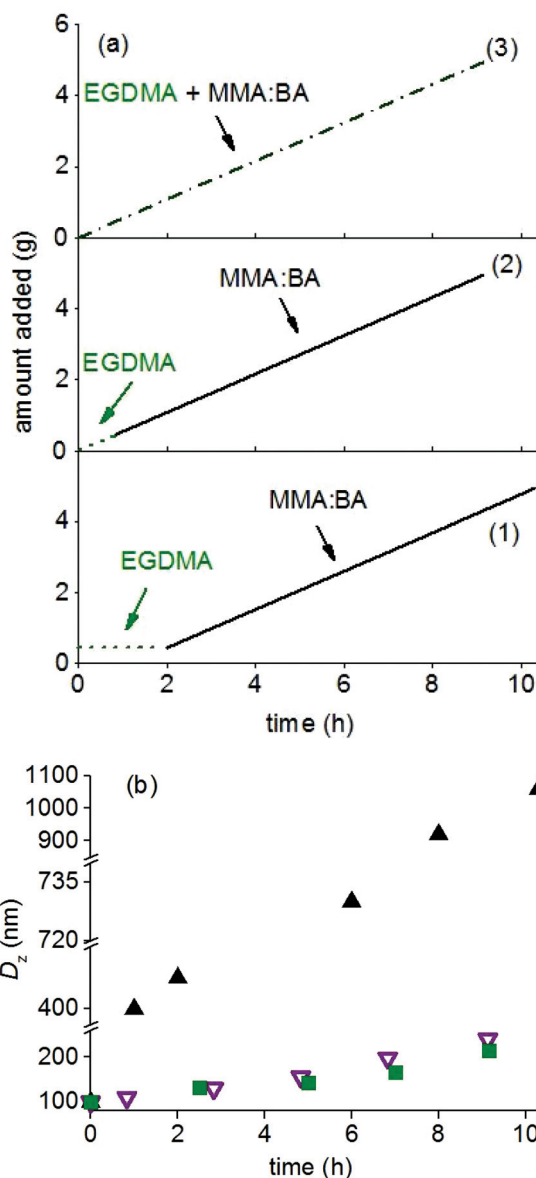 (a)
(3)
EGDMA + MMA:BA
6
4
2
0
(2)
MMA:BA
EGDMA
4
2
0
amount added (g)
MMA:BA
(1)
EGDMA
4
2
0
0 2 4 6 8 10
time (h)
(b)
1100
1000
900
735
720
400
200
100
D_z (nm)
0 2 4 6 8 10
time (h)